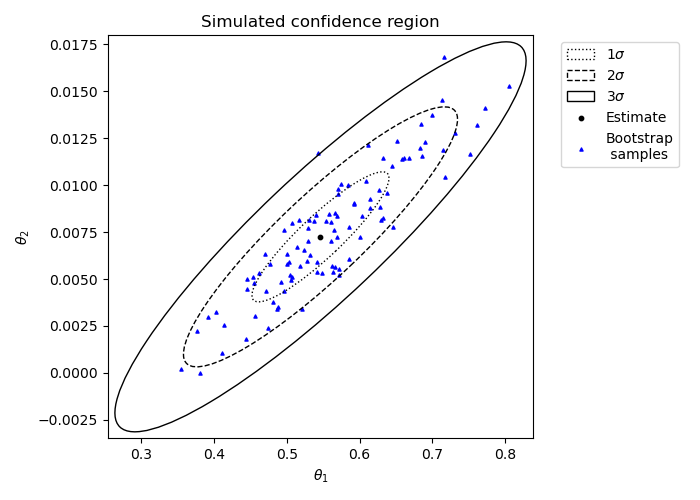 Simulated confidence region
0.0175
0.0150
0.0125
0.0100
0.0075
0.0050
0.0025
0.0000
−0.0025
θ2
0.3 0.4 0.5 0.6 0.7 0.8
θ1
1σ
2σ
3σ
Estimate
Bootstrap
samples